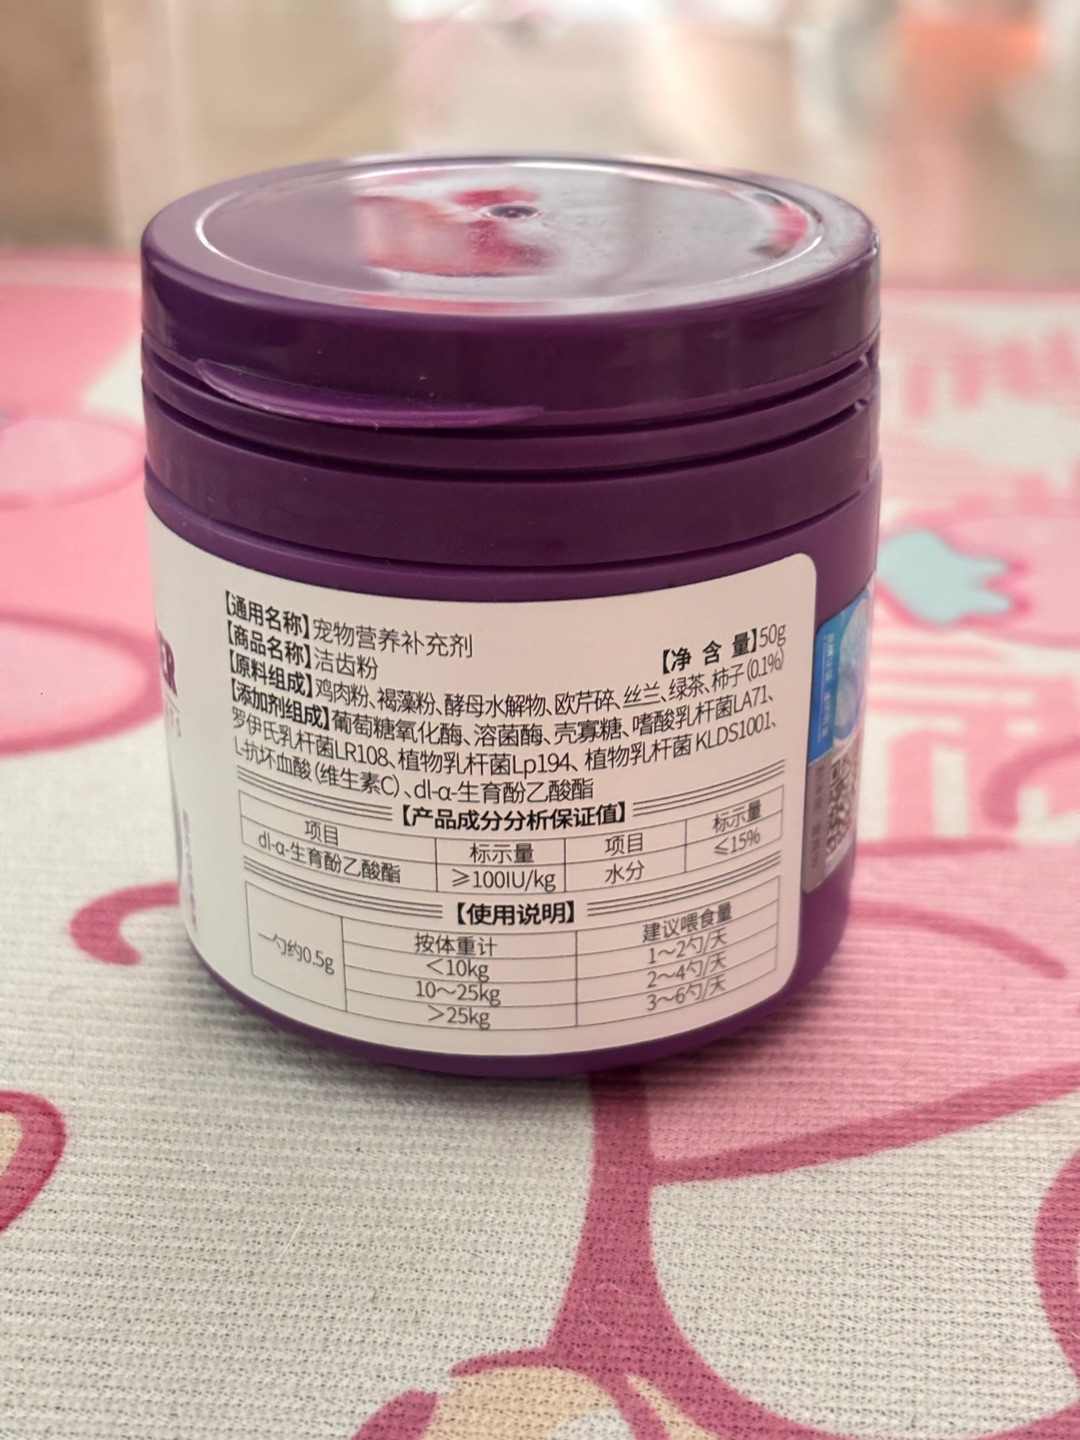 【通用名称】宠物营养补充剂
【商品名称】洁齿粉
【净 含 量】50g
【原料组成】鸡肉粉、褐藻粉、酵母水解物、欧芹碎、丝兰、绿茶、柿子(0.1%)
【添加剂组成】葡萄糖氧化酶、溶菌酶、壳寡糖、嗜酸乳杆菌LA71、
罗伊氏乳杆菌LR108、植物乳杆菌Lp194、植物乳杆菌 KLDS1001、
L-抗坏血酸(维生素C)、dl-α-生育酚乙酸酯
【产品成分分析保证值】
项目 标示量 项目 标示量
dl-α-生育酚乙酸酯 ≥100IU/kg 水分 ≤15%
【使用说明】
一勺约0.5g
按体重计 建议喂食量
<10kg 1～2勺/天
10～25kg 2～4勺/天
>25kg 3～6勺/天